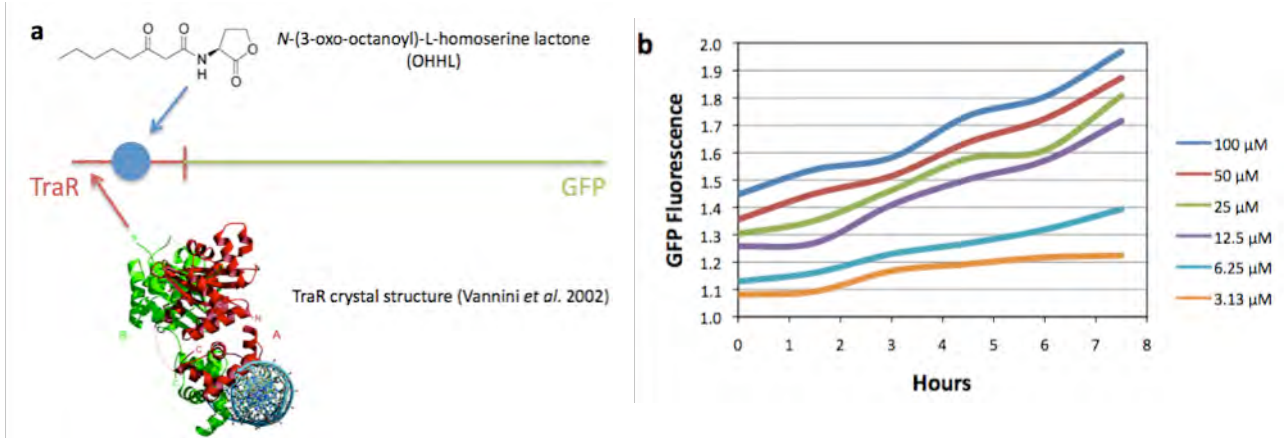 a
O
O
O
N
H
O
N-(3-oxo-octanoyl)-L-homoserine lactone
(OHHL)
TraR
GFP
TraR crystal structure (Vannini et al. 2002)
B
A
N
C
b
GFP Fluorescence
2.0
1.9
1.8
1.7
1.6
1.5
1.4
1.3
1.2
1.1
1.0
0 1 2 3 4 5 6 7 8
Hours
100 µM
50 µM
25 µM
12.5 µM
6.25 µM
3.13 µM